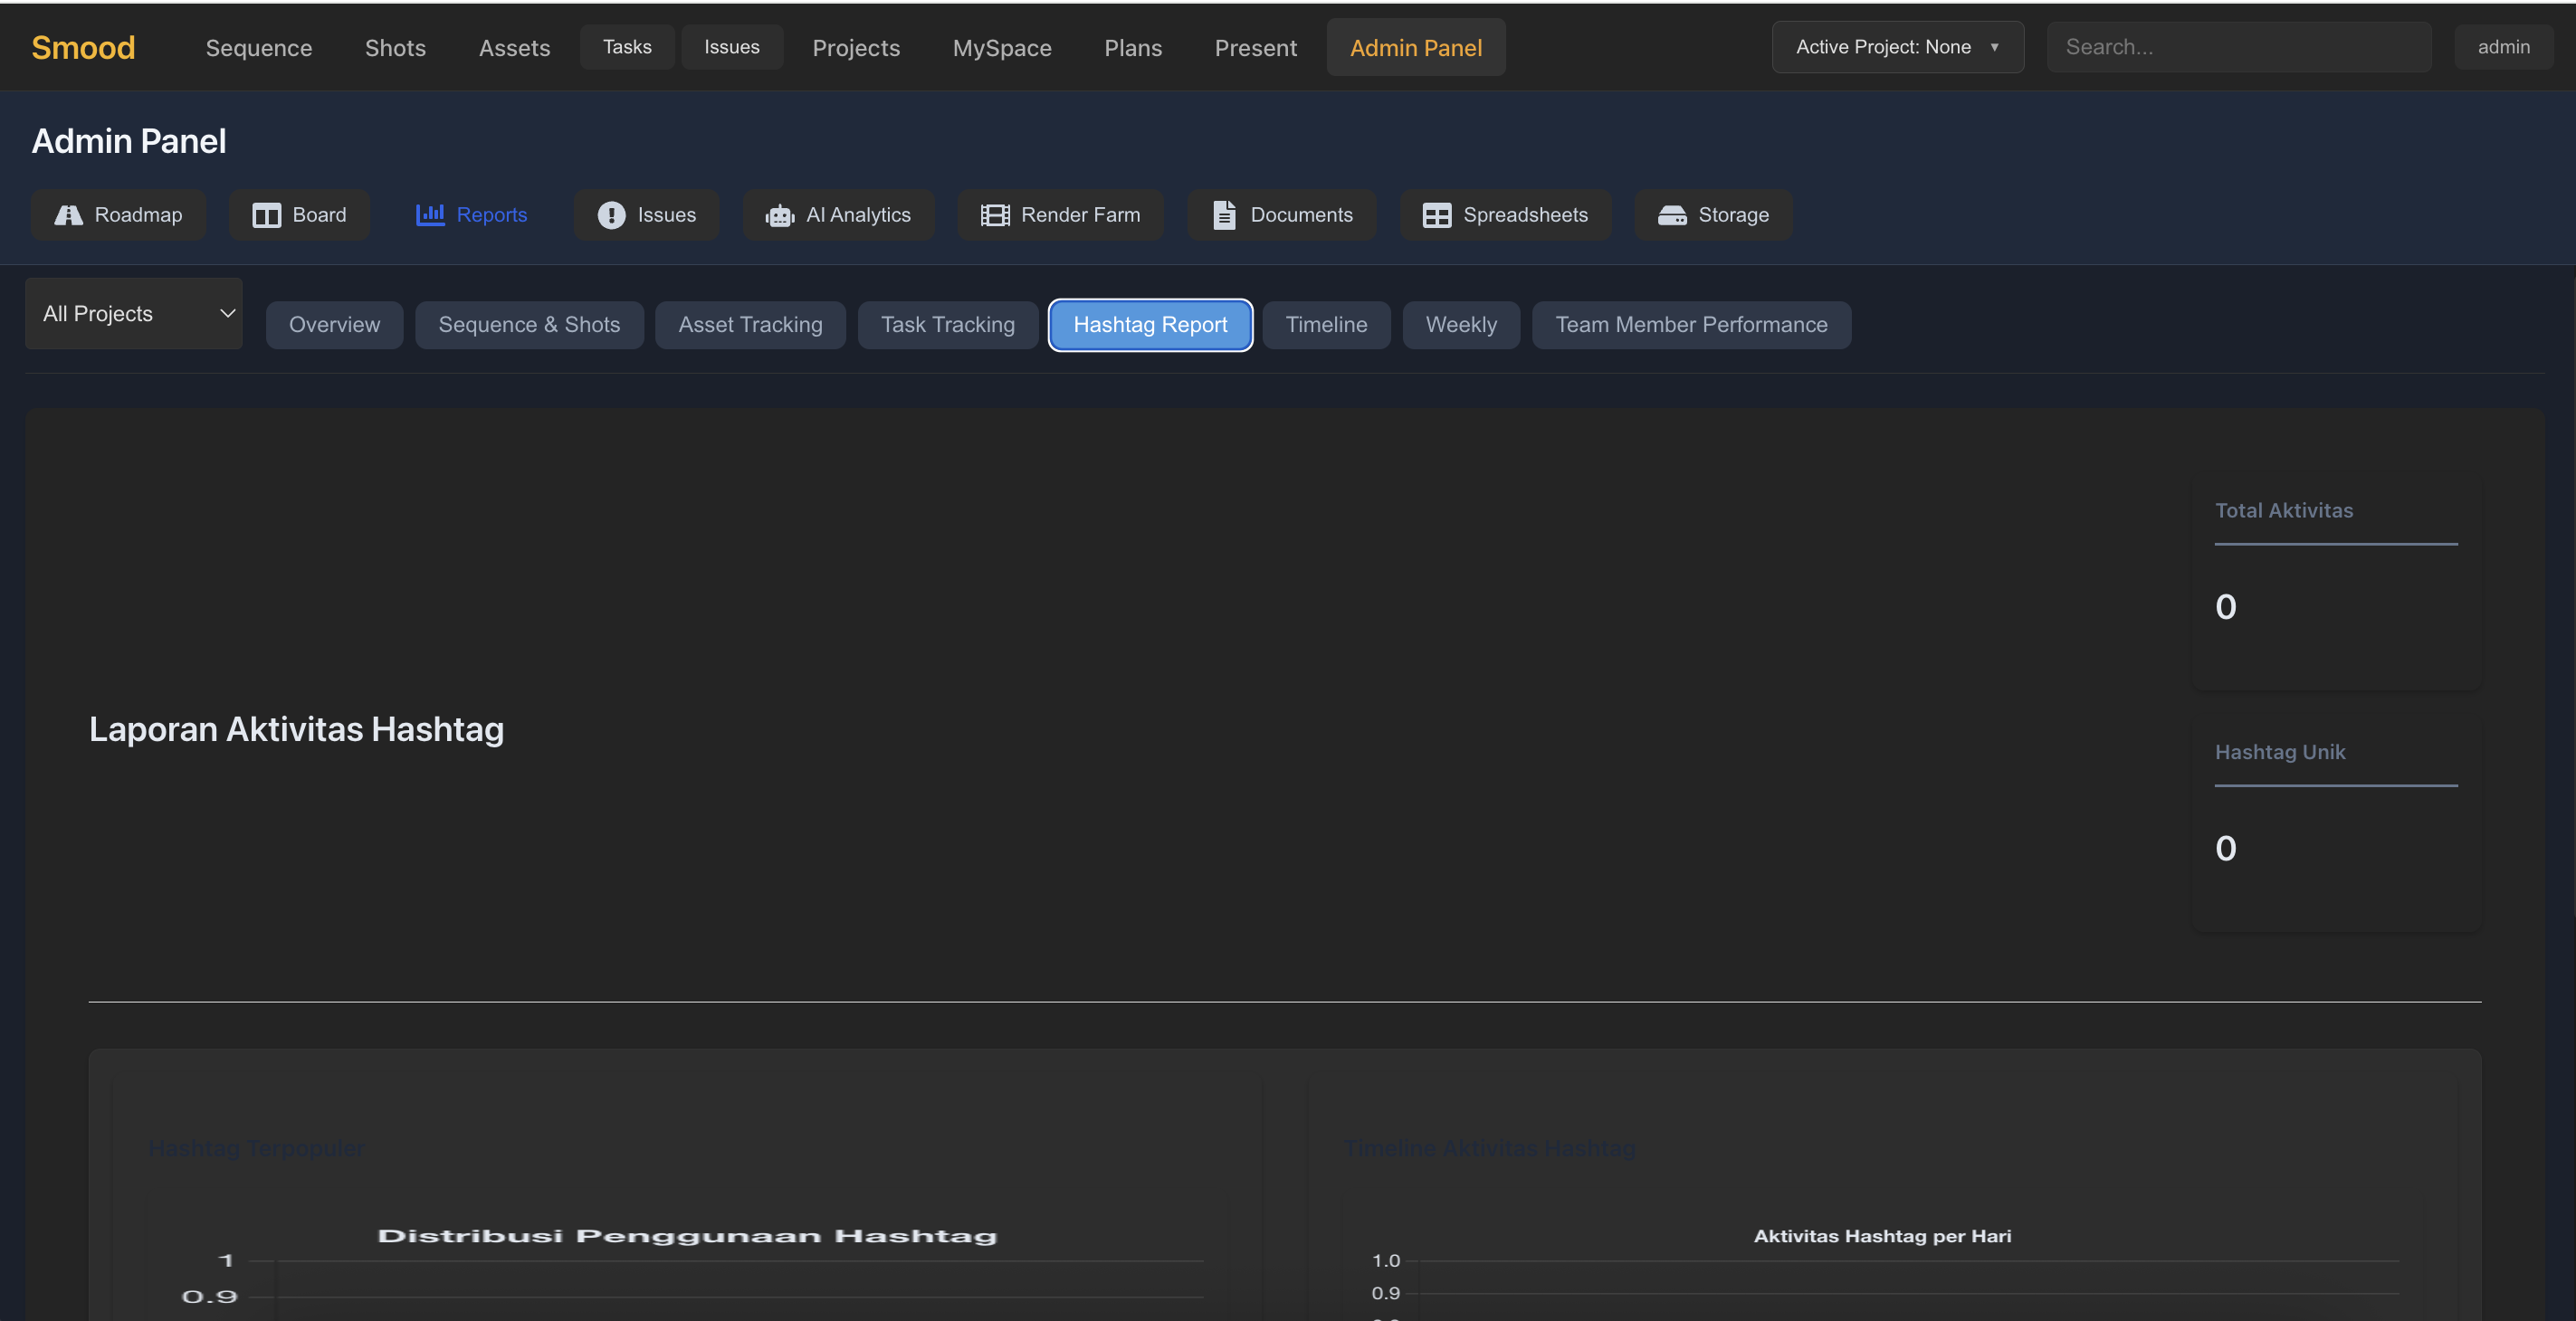 Smood Sequence Shots Assets Tasks Issues Projects MySpace Plans Present Admin Panel Active Project: None ▼ Search... admin
Admin Panel
Roadmap Board Reports Issues AI Analytics Render Farm Documents Spreadsheets Storage
All Projects Overview Sequence & Shots Asset Tracking Task Tracking Hashtag Report Timeline Weekly Team Member Performance
Total Aktivitas
0
Laporan Aktivitas Hashtag
Hashtag Unik
0
Hashtag Terpopuler
Distribusi Penggunaan Hashtag
1
0.9
Timeline Aktivitas Hashtag
Aktivitas Hashtag per Hari
1.0
0.9